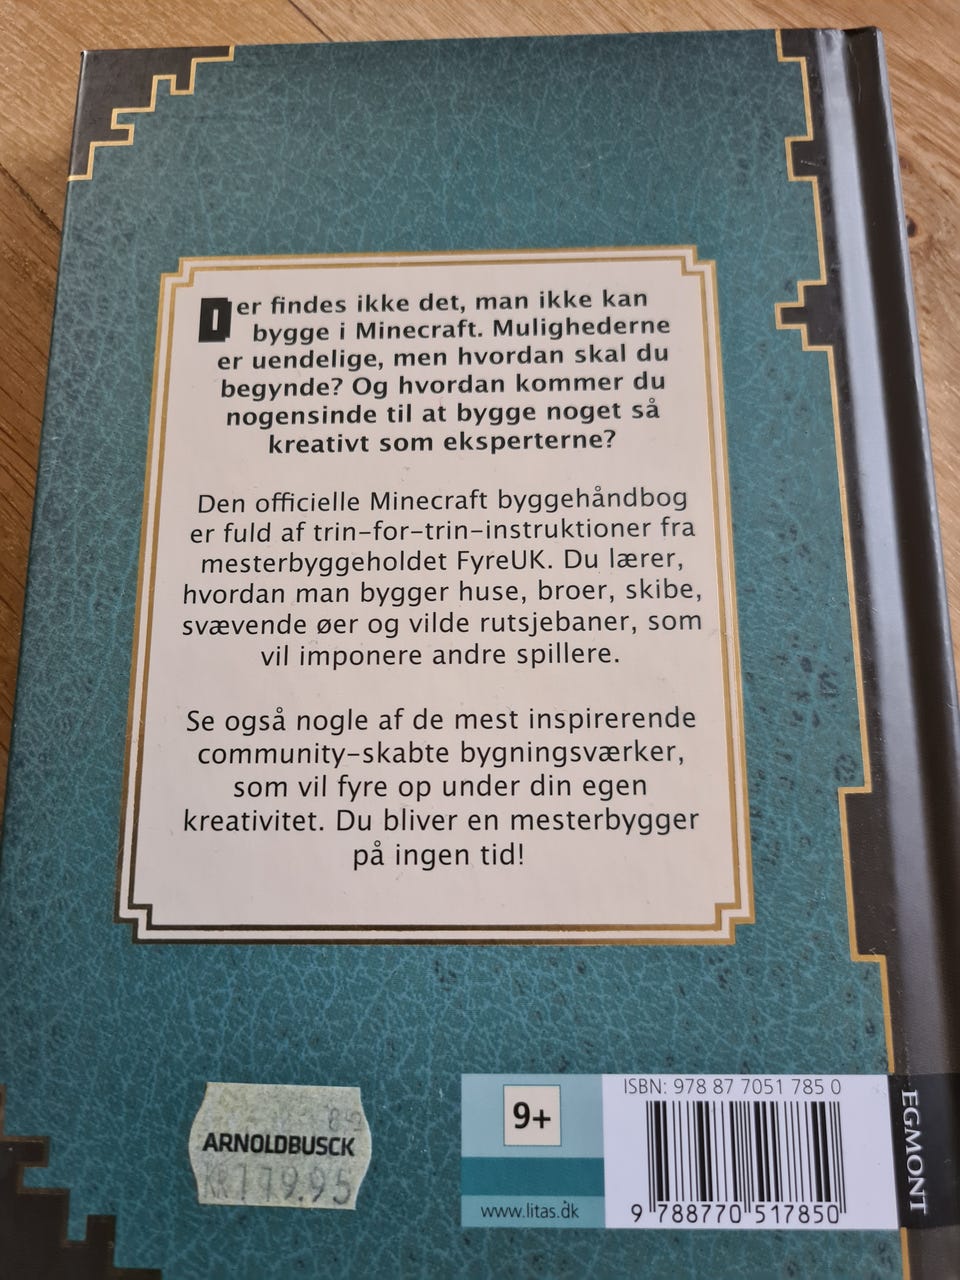 Der findes ikke det, man ikke kan
bygge i Minecraft. Mulighederne
er uendelige, men hvordan skal du
begynde? Og hvordan kommer du
nogensinde til at bygge noget så
kreativt som eksperterne?
Den officielle Minecraft byggehåndbog
er fuld af trin-for-trin-instruktioner fra
mesterbyggeholdet FyreUK. Du lærer,
hvordan man bygger huse, broer, skibe,
svævende øer og vilde rutsjebaner, som
vil imponere andre spillere.
Se også nogle af de mest inspirerende
community-skabte bygningsværker,
som vil fyre op under din egen
kreativitet. Du bliver en mesterbygger
på ingen tid!
ARNOLDBUSCK
KR 179.95
9+
www.litas.dk
ISBN: 978 87 7051 785 0
9 788770 517850
EGMONT